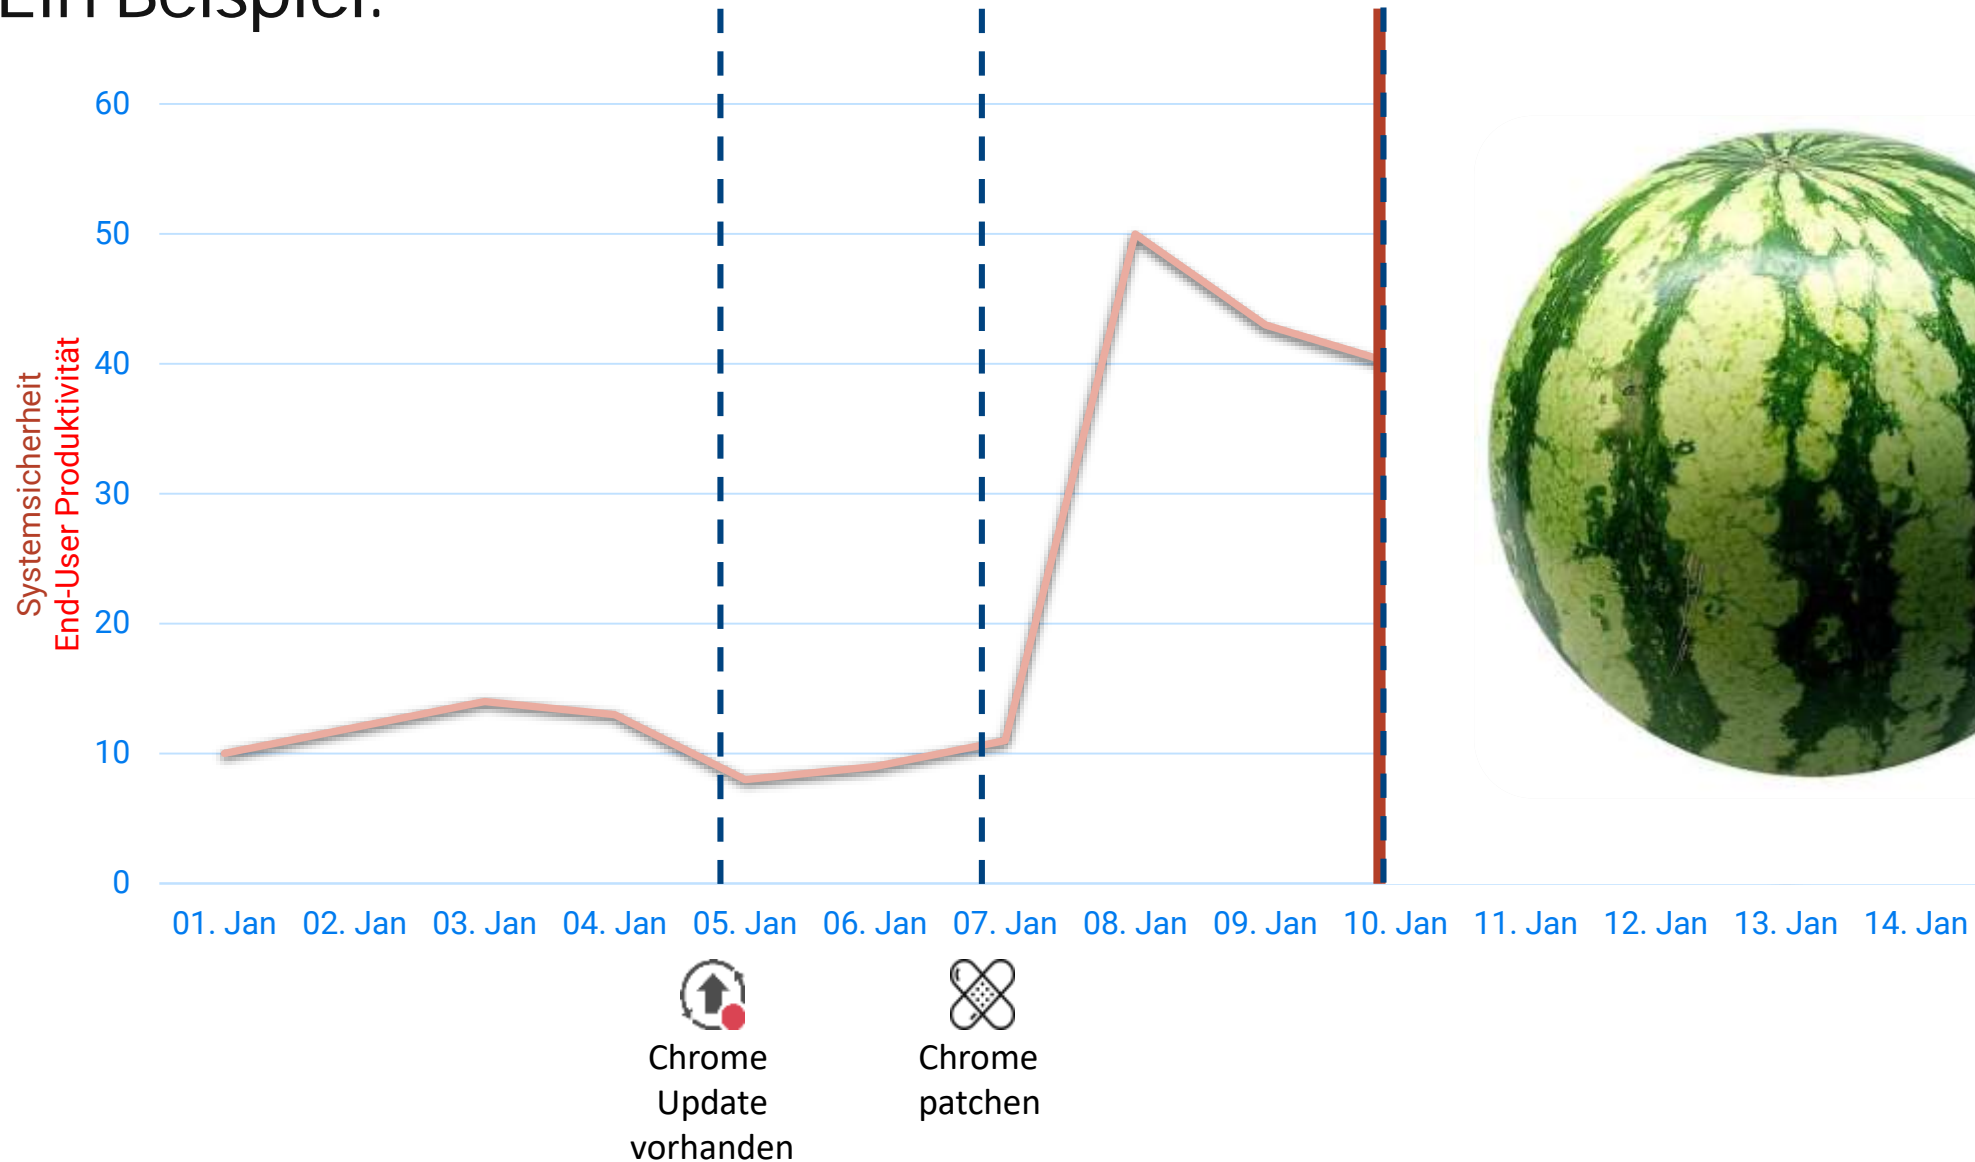 Ein Beispiel:
60
50
40
30
20
10
0
Systemsicherheit
End-User Produktivität
01. Jan 02. Jan 03. Jan 04. Jan 05. Jan 06. Jan 07. Jan 08. Jan 09. Jan 10. Jan 11. Jan 12. Jan 13. Jan 14. Jan
Chrome
Update
vorhanden
Chrome
patchen